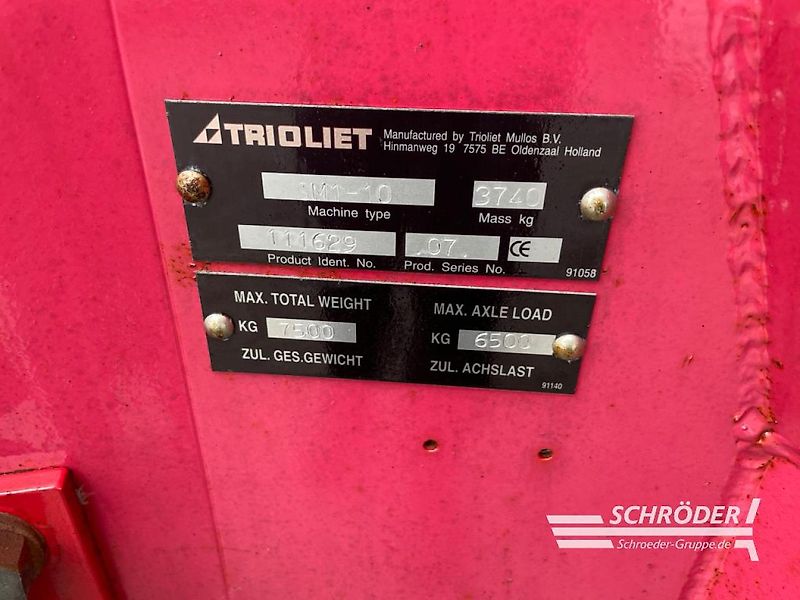 TRIOLIET
Manufactured by Trioliet Mullos B.V.
Hinmanweg 19 7575 BE Oldenzaal Holland
3740
Machine type
Mass kg
111629
.07.
CE
Product Ident. No.
Prod. Series No.
91058
MAX. TOTAL WEIGHT
MAX. AXLE LOAD
KG 7500
KG 6500
ZUL. GES.GEWICHT
ZUL. ACHSLAST
91140
SCHRÖDER
Schroeder-Gruppe.de